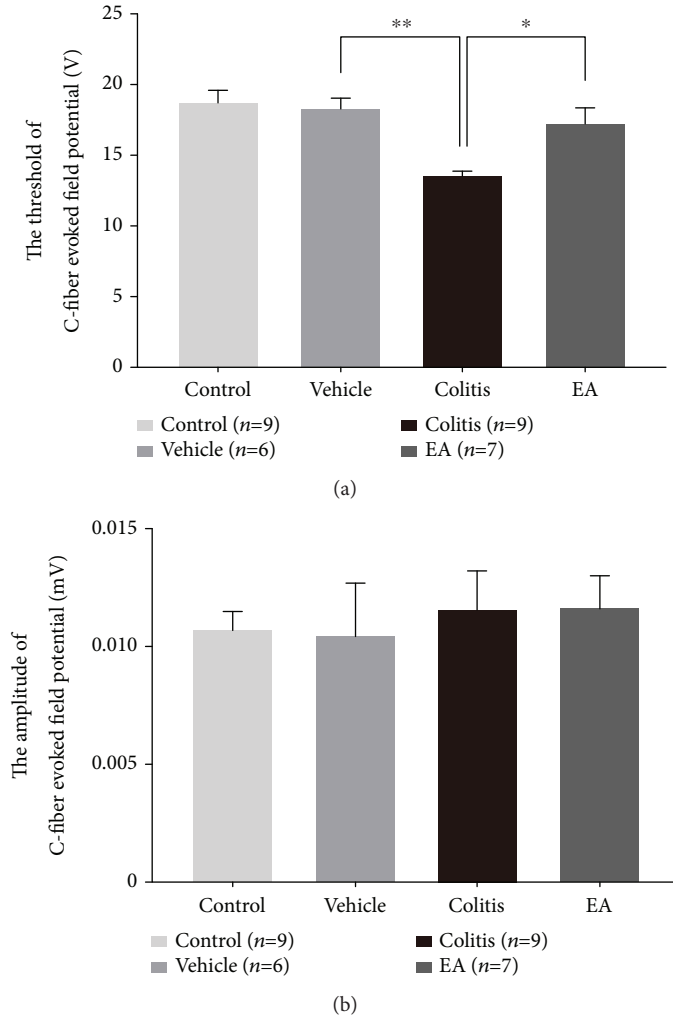 The threshold of
C-fiber evoked field potential (V)
25
20
15
10
5
0
** *
Control Vehicle Colitis EA
Control (n=9) Colitis (n=9)
Vehicle (n=6) EA (n=7)
(a)
The amplitude of
C-fiber evoked field potential (mV)
0.015
0.010
0.005
0
Control Vehicle Colitis EA
Control (n=9) Colitis (n=9)
Vehicle (n=6) EA (n=7)
(b)